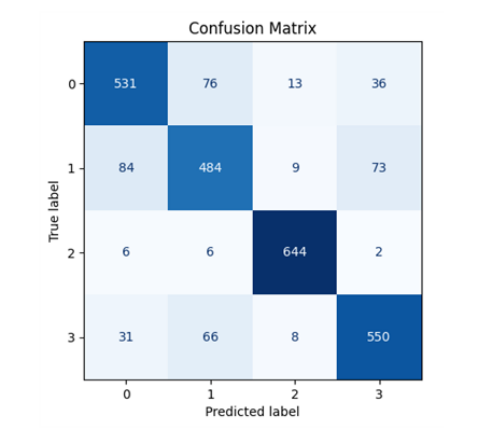 Confusion Matrix
0 531 76 13 36
1 84 484 9 73
True label
2 6 6 644 2
3 31 66 8 550
0 1 2 3
Predicted label